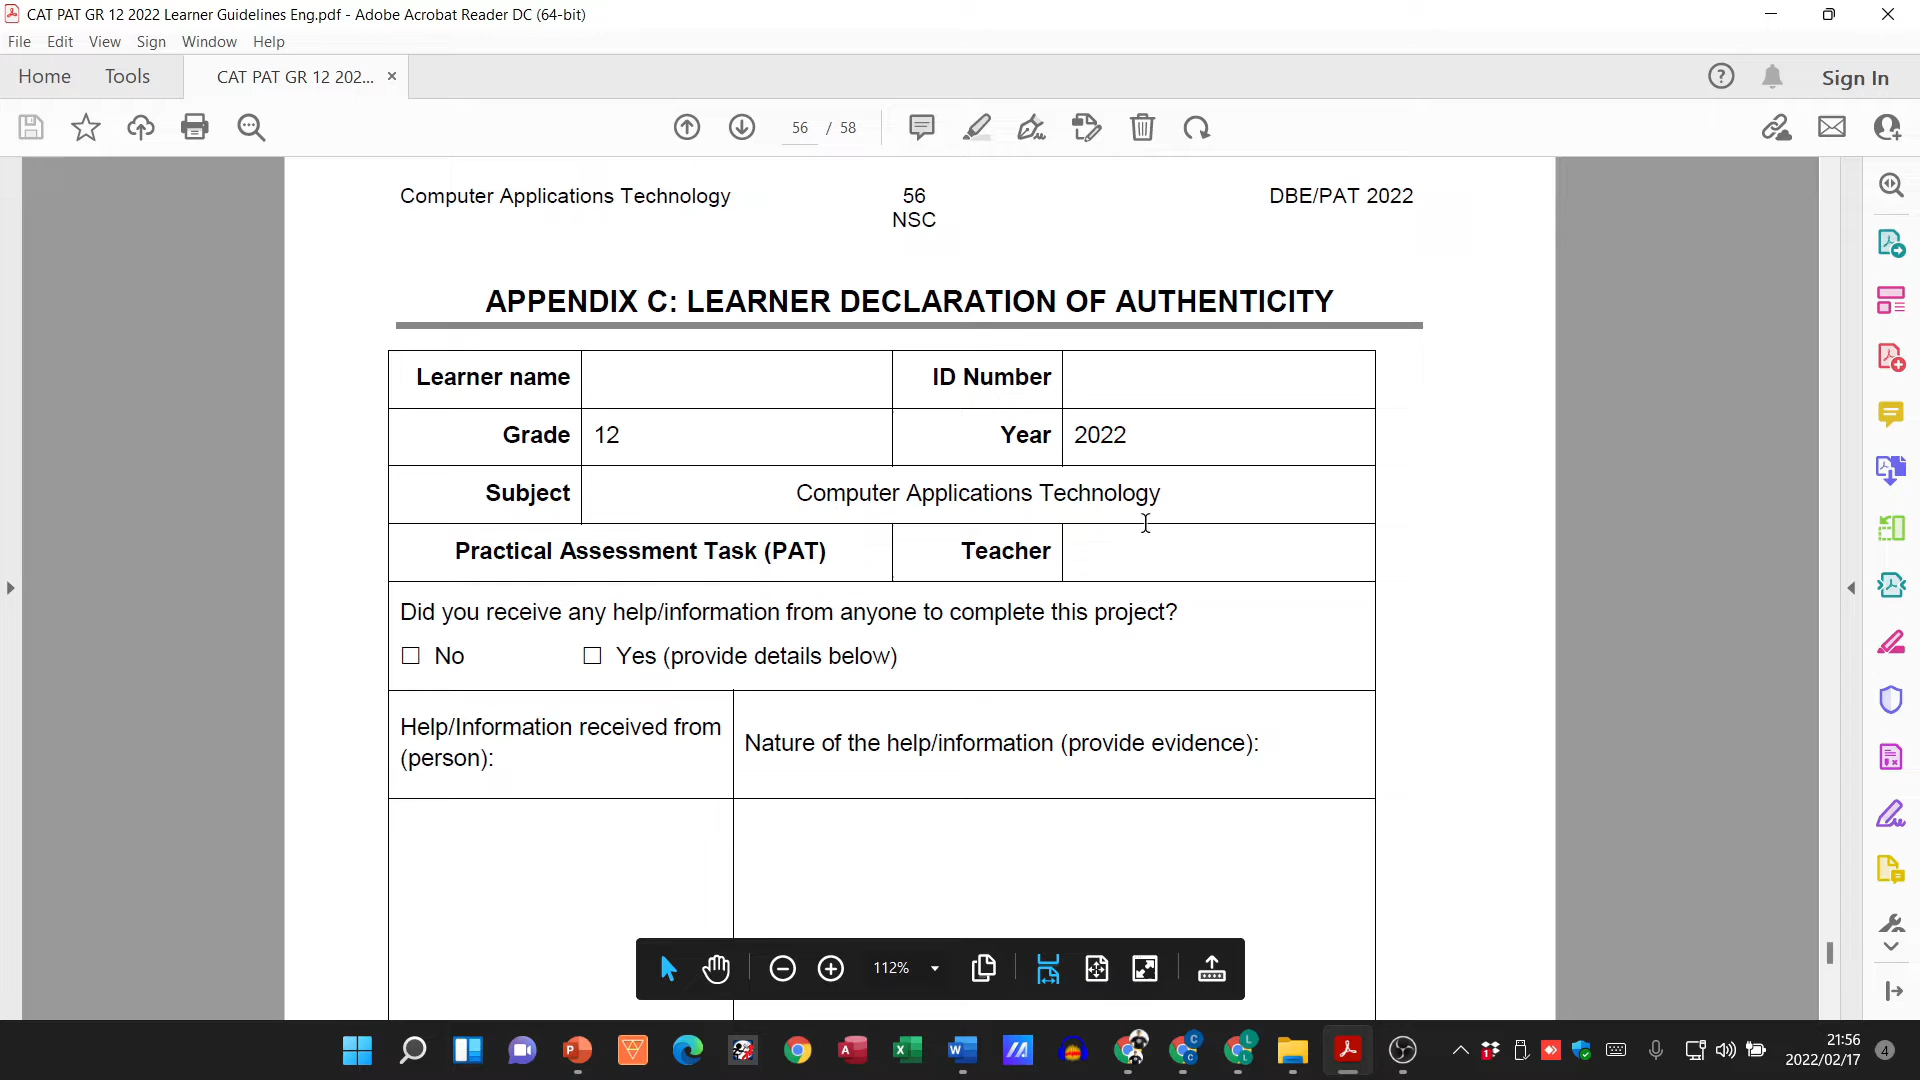 CAT PAT GR 12 2022 Learner Guidelines Eng.pdf - Adobe Acrobat Reader DC (64-bit)
File Edit View Sign Window Help
Home Tools CAT PAT GR 12 202... × Sign In
56 / 58
Computer Applications Technology 56 DBE/PAT 2022
NSC
APPENDIX C: LEARNER DECLARATION OF AUTHENTICITY
Learner name ID Number
Grade 12 Year 2022
Subject Computer Applications Technology
Practical Assessment Task (PAT) Teacher
Did you receive any help/information from anyone to complete this project?
☐ No ☐ Yes (provide details below)
Help/Information received from
(person):
Nature of the help/information (provide evidence):
112%
21:56
2022/02/17 4